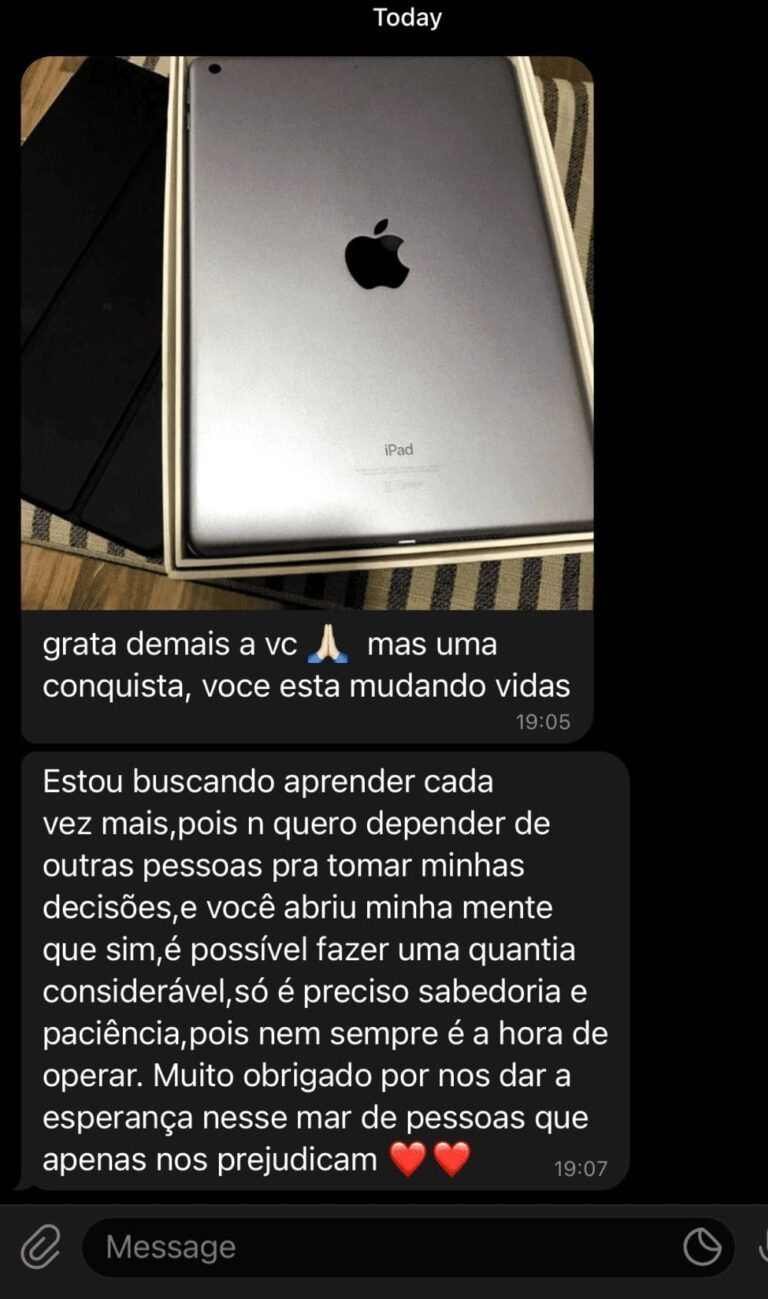 Today
iPad
grata demais a vc 🙏🏻 mas uma
conquista, voce esta mudando vidas
19:05
Estou buscando aprender cada
vez mais,pois n quero depender de
outras pessoas pra tomar minhas
decisões,e você abriu minha mente
que sim,é possível fazer uma quantia
considerável,só é preciso sabedoria e
paciência,pois nem sempre é a hora de
operar. Muito obrigado por nos dar a
esperança nesse mar de pessoas que
apenas nos prejudicam ❤️❤️
19:07
Message